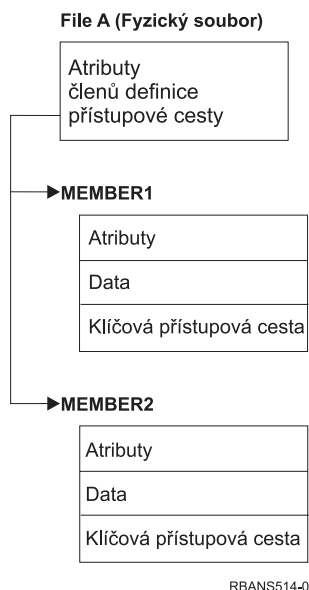 File A (Fyzický soubor)
Atributy
členů definice
přístupové cesty
MEMBER1
Atributy
Data
Klíčová přístupová cesta
MEMBER2
Atributy
Data
Klíčová přístupová cesta
RBANS514-0